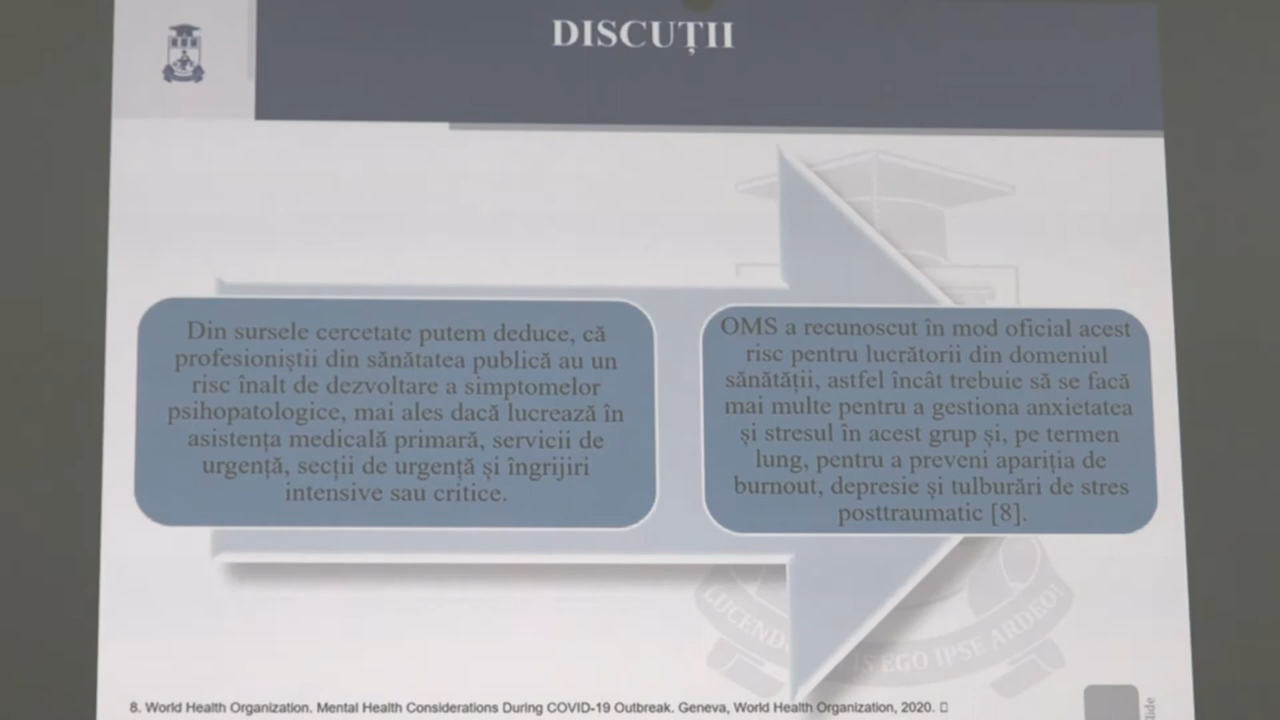 DISCUȚII
Din sursele cercetate putem deduce, că
profesioniștii din sănătatea publică au un
risc înalt de dezvoltare a simptomelor
psihopatologice, mai ales dacă lucrează în
asistența medicală primară, servicii de
urgență, secții de urgență și îngrijiri
intensive sau critice.
OMS a recunoscut în mod oficial acest
risc pentru lucrătorii din domeniul
sănătății, astfel încât trebuie să se facă
mai multe pentru a gestiona anxietatea
și stresul în acest grup și, pe termen
lung, pentru a preveni apariția de
burnout, depresie și tulburări de stres
posttraumatic [8].
EGO IPSE ARDEO!
8. World Health Organization. Mental Health Considerations During COVID-19 Outbreak. Geneva, World Health Organization, 2020.